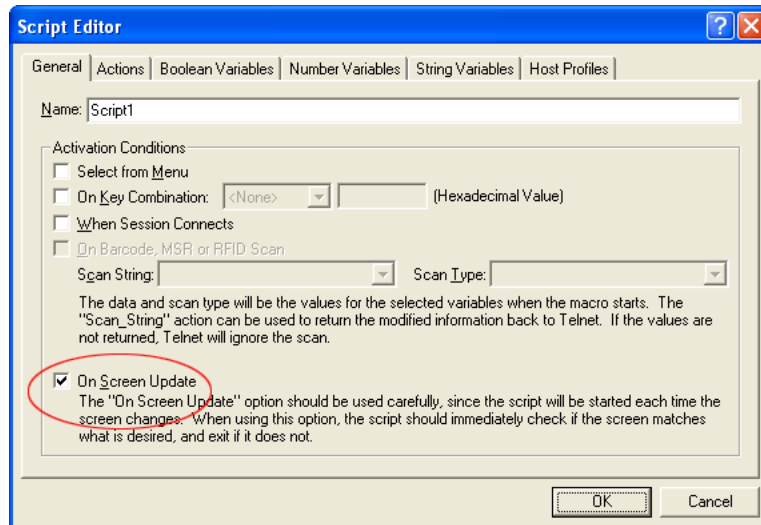 Script Editor
General Actions Boolean Variables Number Variables String Variables Host Profiles
Name: Script1
Activation Conditions
Select from Menu
On Key Combination: <None> (Hexadecimal Value)
When Session Connects
On Barcode, MSR or RFID Scan
Scan String: Scan Type:
The data and scan type will be the values for the selected variables when the macro starts. The
"Scan_String" action can be used to return the modified information back to Telnet. If the values are
not returned, Telnet will ignore the scan.
On Screen Update
The "On Screen Update" option should be used carefully, since the script will be started each time the
screen changes. When using this option, the script should immediately check if the screen matches
what is desired, and exit if it does not.
OK Cancel